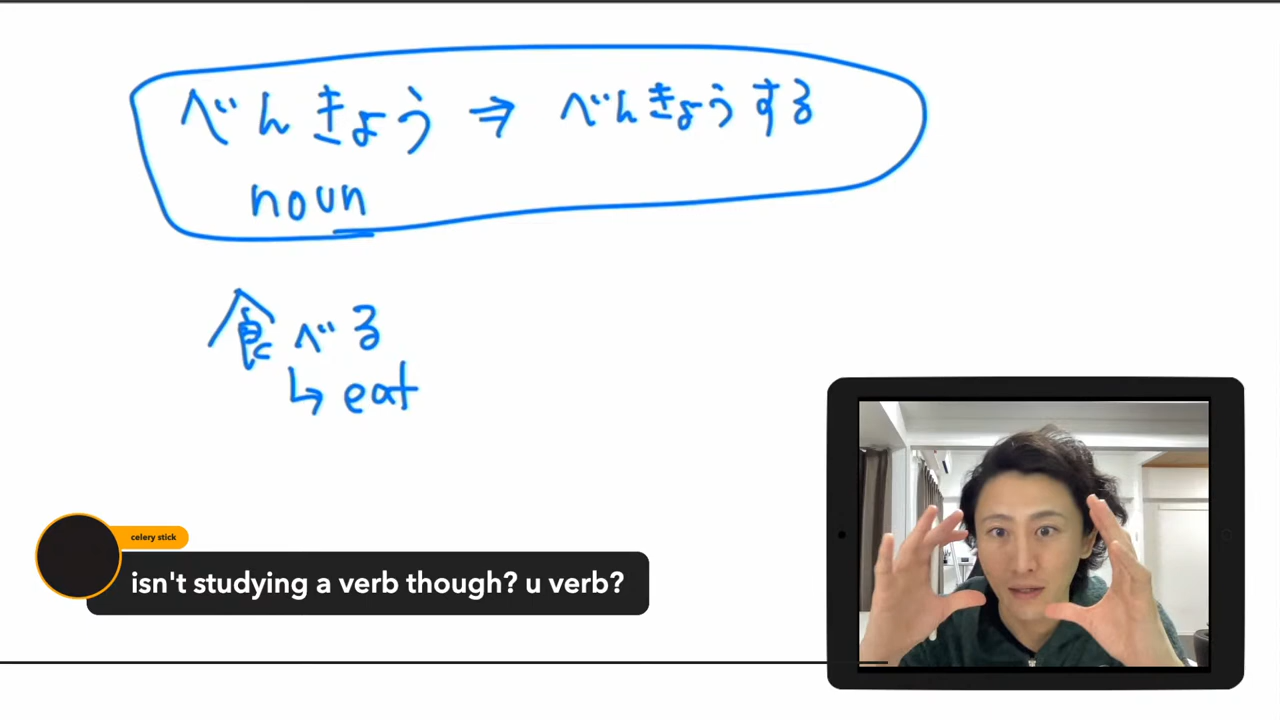 べんきょう ⇒ べんきょうする
noun
食べる
↳ eat
celery stick
isn't studying a verb though? u verb?